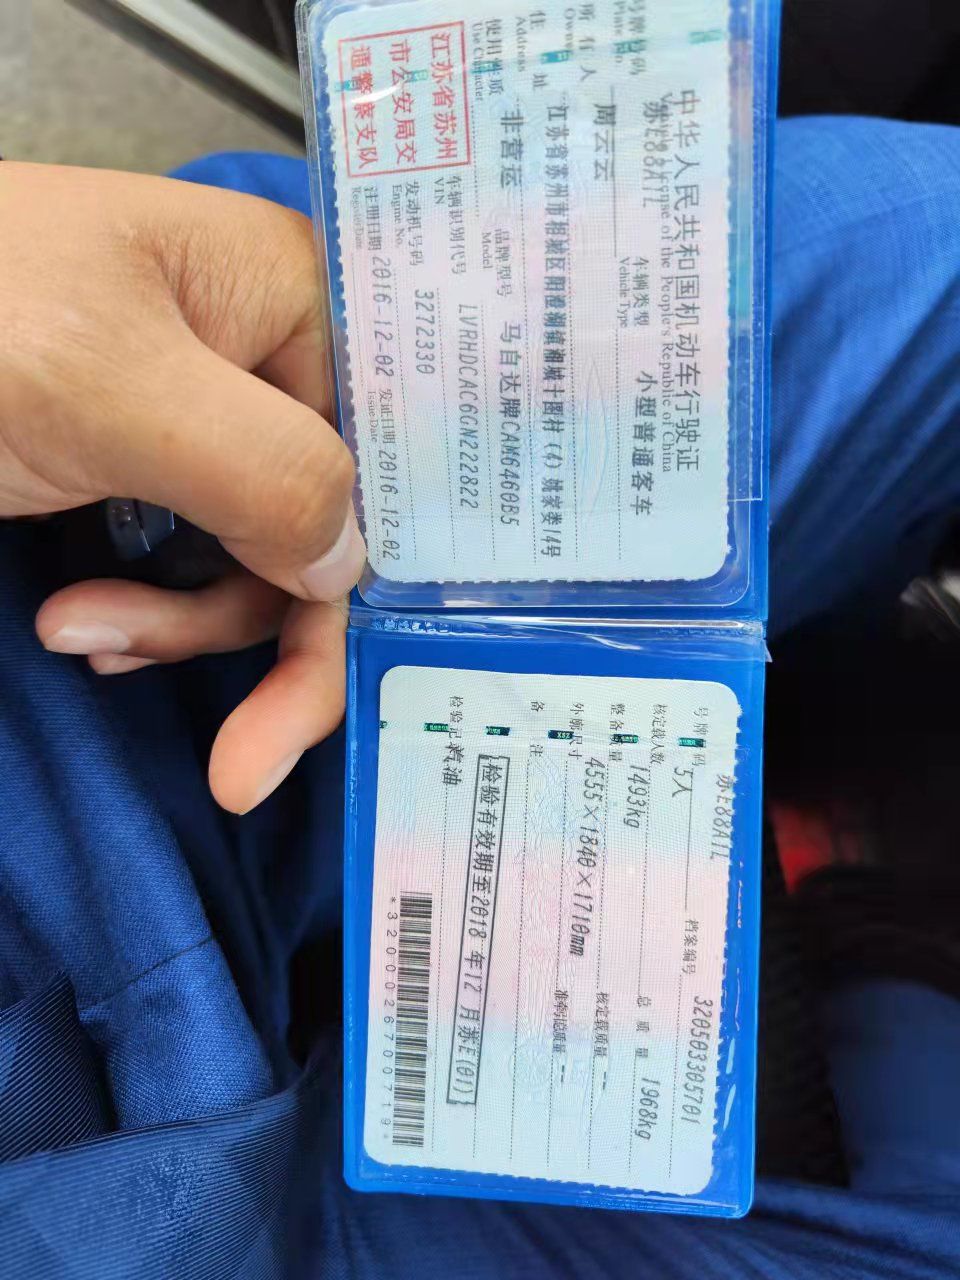 中华人民共和国机动车行驶证
Vehicle License of the People's Republic of China
号牌号码 苏E88A1L 车辆类型 小型普通客车
Plate No. Vehicle Type
所有人 周云云
Owner
住址 江苏省苏州市相城区阳澄湖镇湘城十图村(4)姚家娄14号
Address
使用性质 非营运 品牌型号 马自达牌CAM6460B5
Use Character Model
江苏省苏州
市公安局交
通警察支队
车辆识别代号 LVRHDCAC6GN222822
VIN
发动机号码 3272330
Engine No.
注册日期 2016-12-02 发证日期 2016-12-02
Register Date Issue Date
苏E88A1L
号牌号码 档案编号 320503305701
核定载人数 5人 总质量 1968kg
整备质量 1493kg 核定载质量 --
外廓尺寸 4555×1840×1710mm 准牵引总质量 --
备注
检验有效期至2018年12月苏E(01)
检验记录 汽油
*3200026700719*